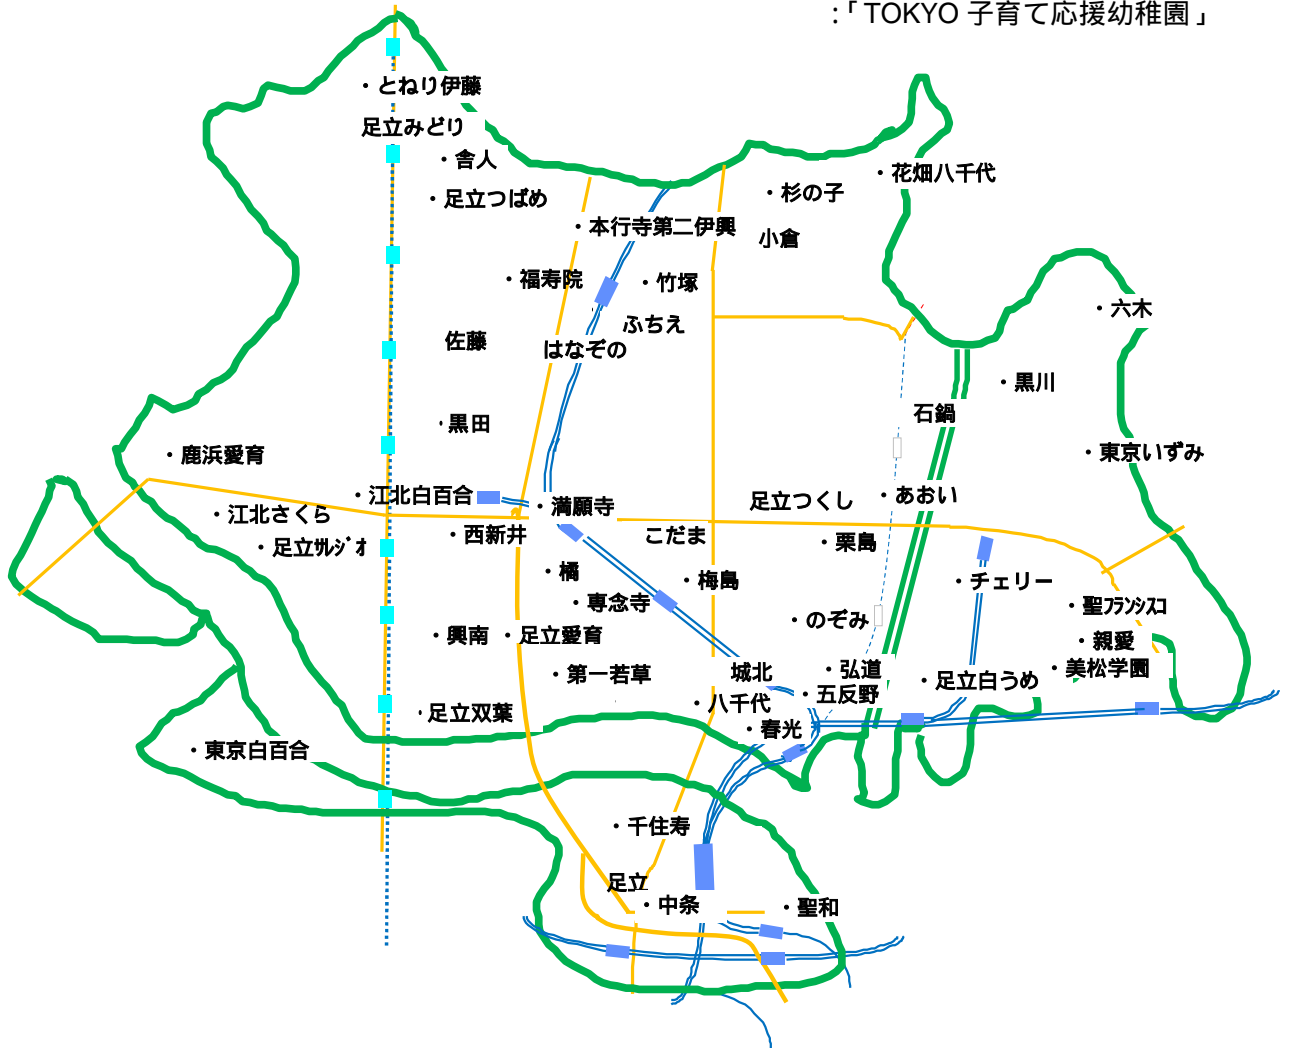 :「TOKYO 子育て応援幼稚園」
・とねり伊藤
足立みどり
・舎人
・花畑八千代
・足立つばめ
・杉の子
・本行寺第二伊興
小倉
・福寿院
・竹塚
・六木
ふちえ
佐藤
はなぞの
・黒川
石鍋
・黒田
・鹿浜愛育
・東京いずみ
・江北白百合
・あおい
足立つくし
・満願寺
・江北さくら
・西新井
こだま
・栗島
・足立ｻﾚｼﾞｵ
・橘
・梅島
・チェリー
・専念寺
・聖ﾌﾗﾝｼｽｺ
・のぞみ
・興南
・足立愛育
・親愛
・美松学園
・第一若草
城北
・弘道
・足立白うめ
・五反野
・八千代
・足立双葉
・春光
・東京白百合
・千住寿
足立
・中条
・聖和